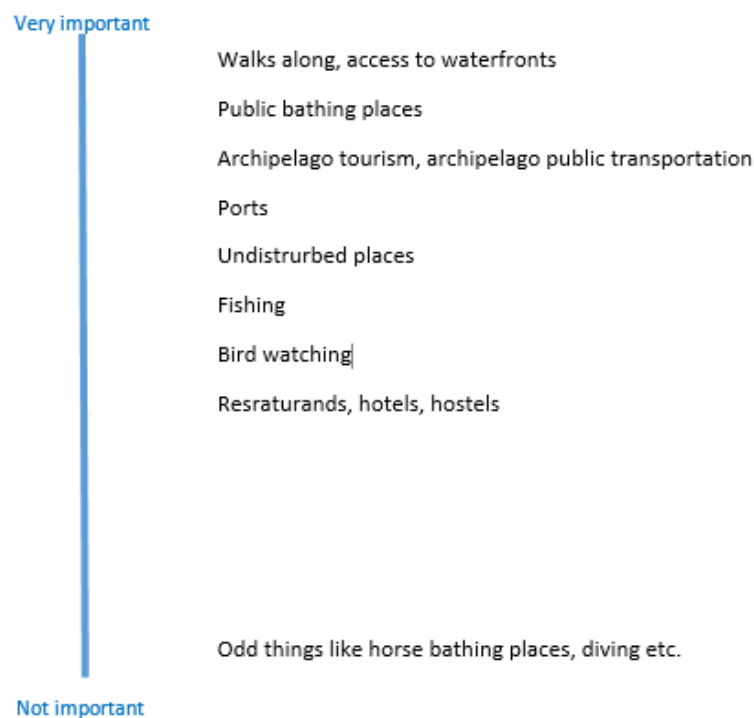 Very important
Walks along, access to waterfronts
Public bathing places
Archipelago tourism, archipelago public transportation
Ports
Undistrurbed places
Fishing
Bird watching
Resraturands, hotels, hostels
Odd things like horse bathing places, diving etc.
Not important